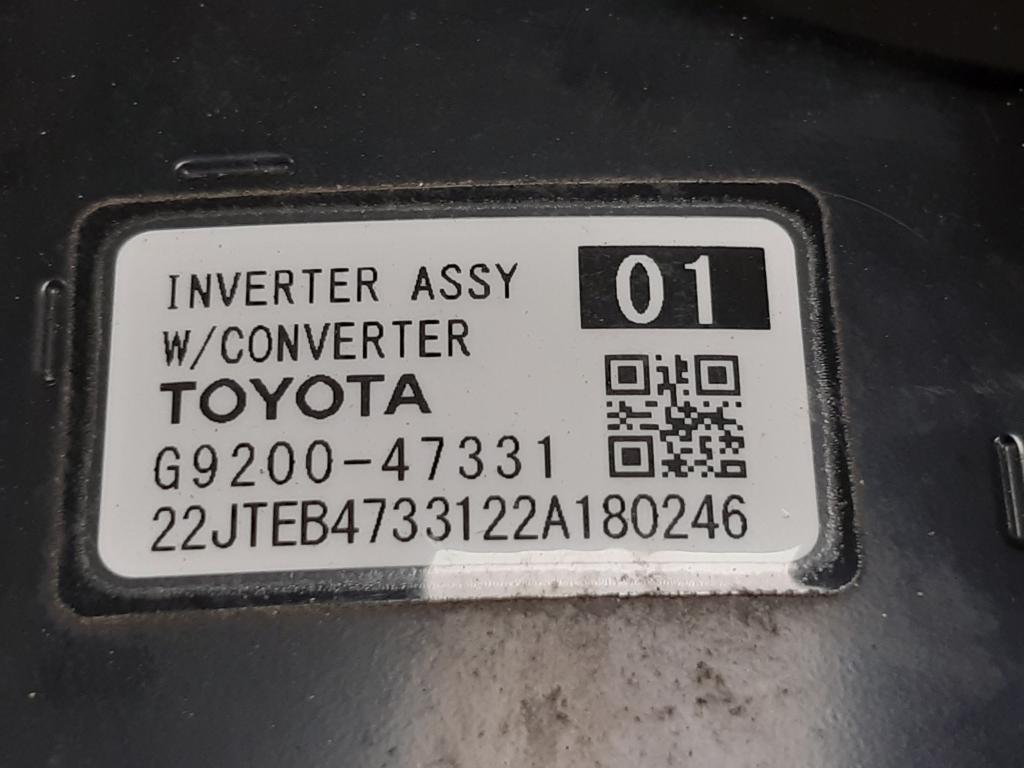 INVERTER ASSY
01
W/CONVERTER
TOYOTA
G9200-47331
22JTEB4733122A180246